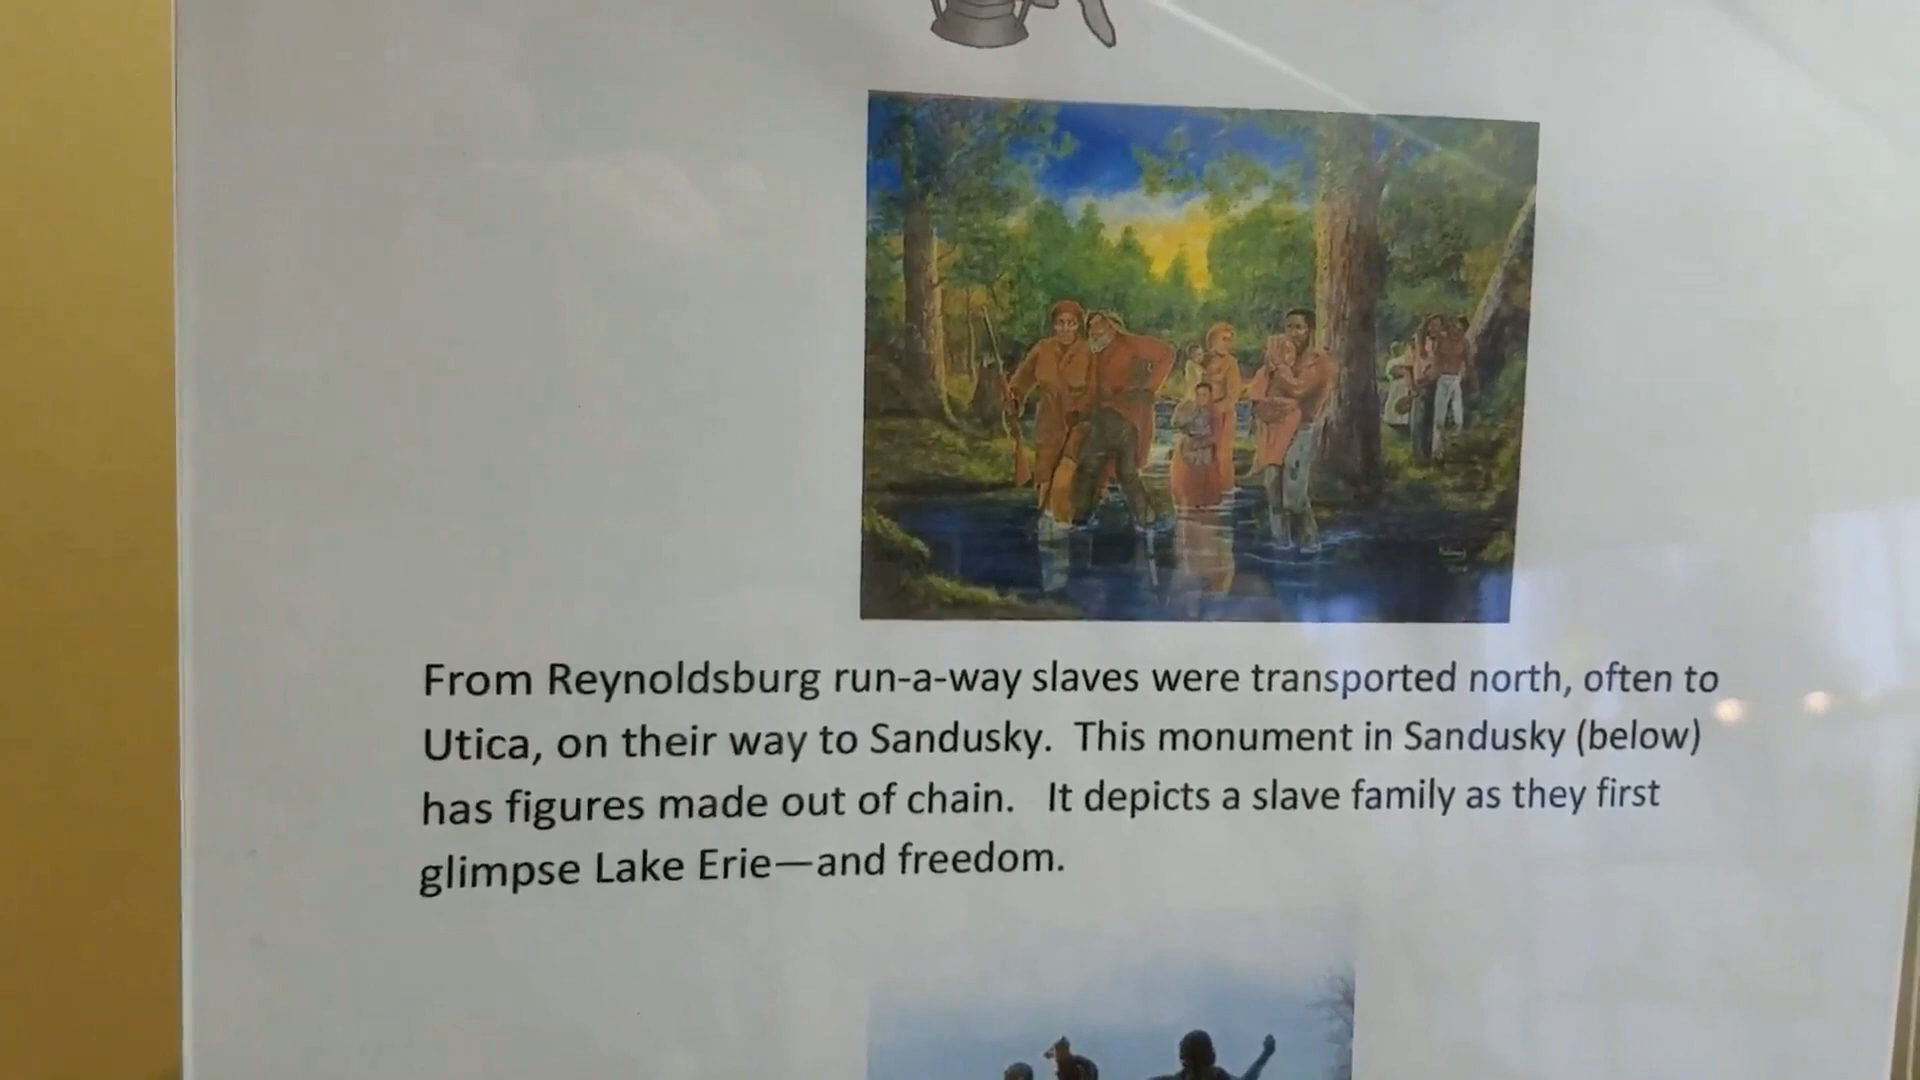 From Reynoldsburg run-a-way slaves were transported north, often to
Utica, on their way to Sandusky.  This monument in Sandusky (below)
has figures made out of chain.   It depicts a slave family as they first
glimpse Lake Erie—and freedom.